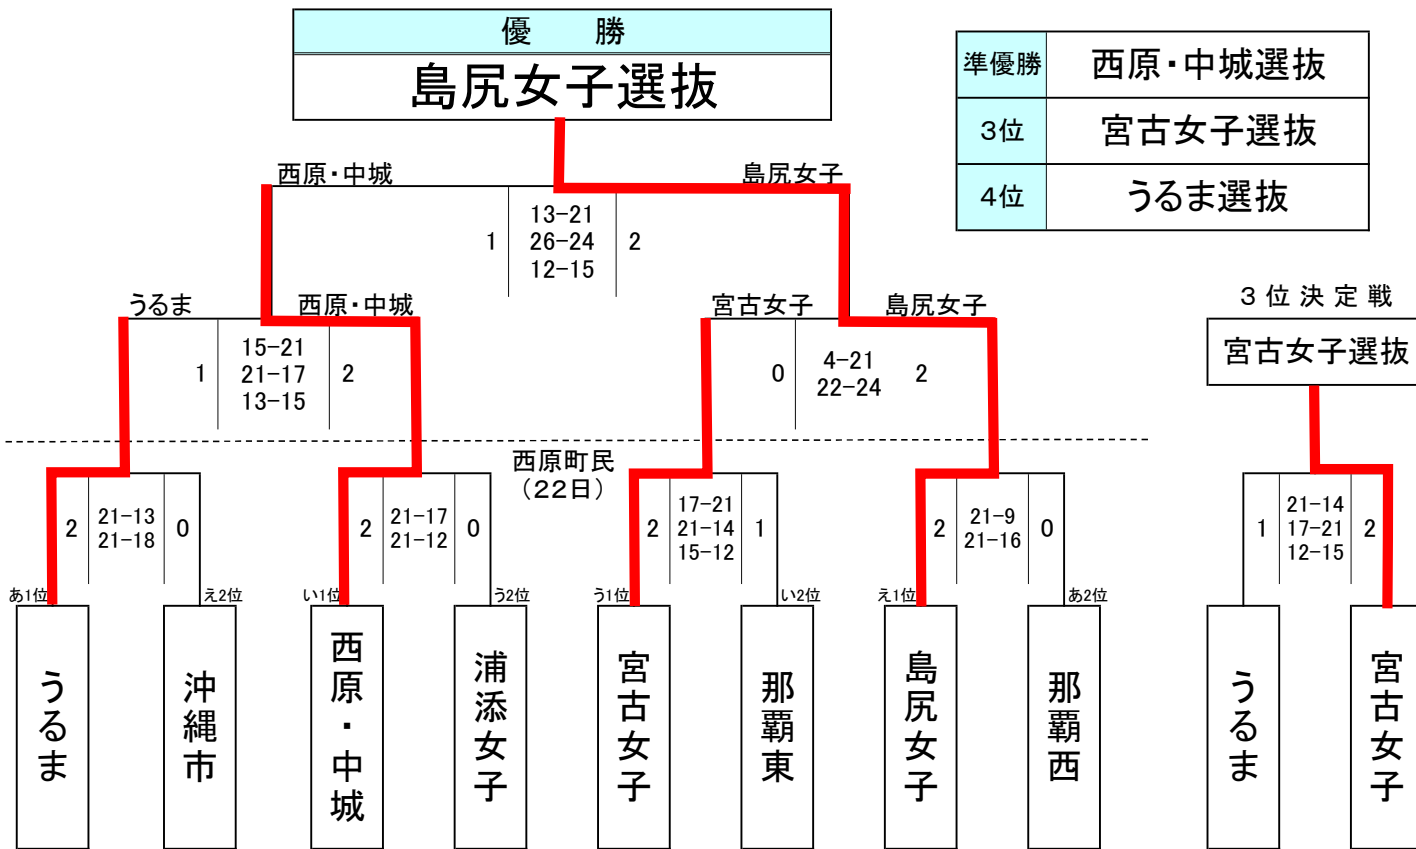 優　勝
島尻女子選抜
準優勝
西原・中城選抜
3位
宮古女子選抜
4位
うるま選抜
西原・中城
島尻女子
1
13-21
26-24
12-15
2
うるま
西原・中城
宮古女子
島尻女子
3位決定戦
宮古女子選抜
1
15-21
21-17
13-15
2
0
4-21
22-24
2
西原町民
（22日）
2
21-13
21-18
0
2
21-17
21-12
0
2
17-21
21-14
15-12
1
2
21-9
21-16
0
1
21-14
17-21
12-15
2
あ1位
え2位
い1位
う2位
う1位
い2位
え1位
あ2位
うるま
沖縄市
西原・中城
浦添女子
宮古女子
那覇東
島尻女子
那覇西
うるま
宮古女子